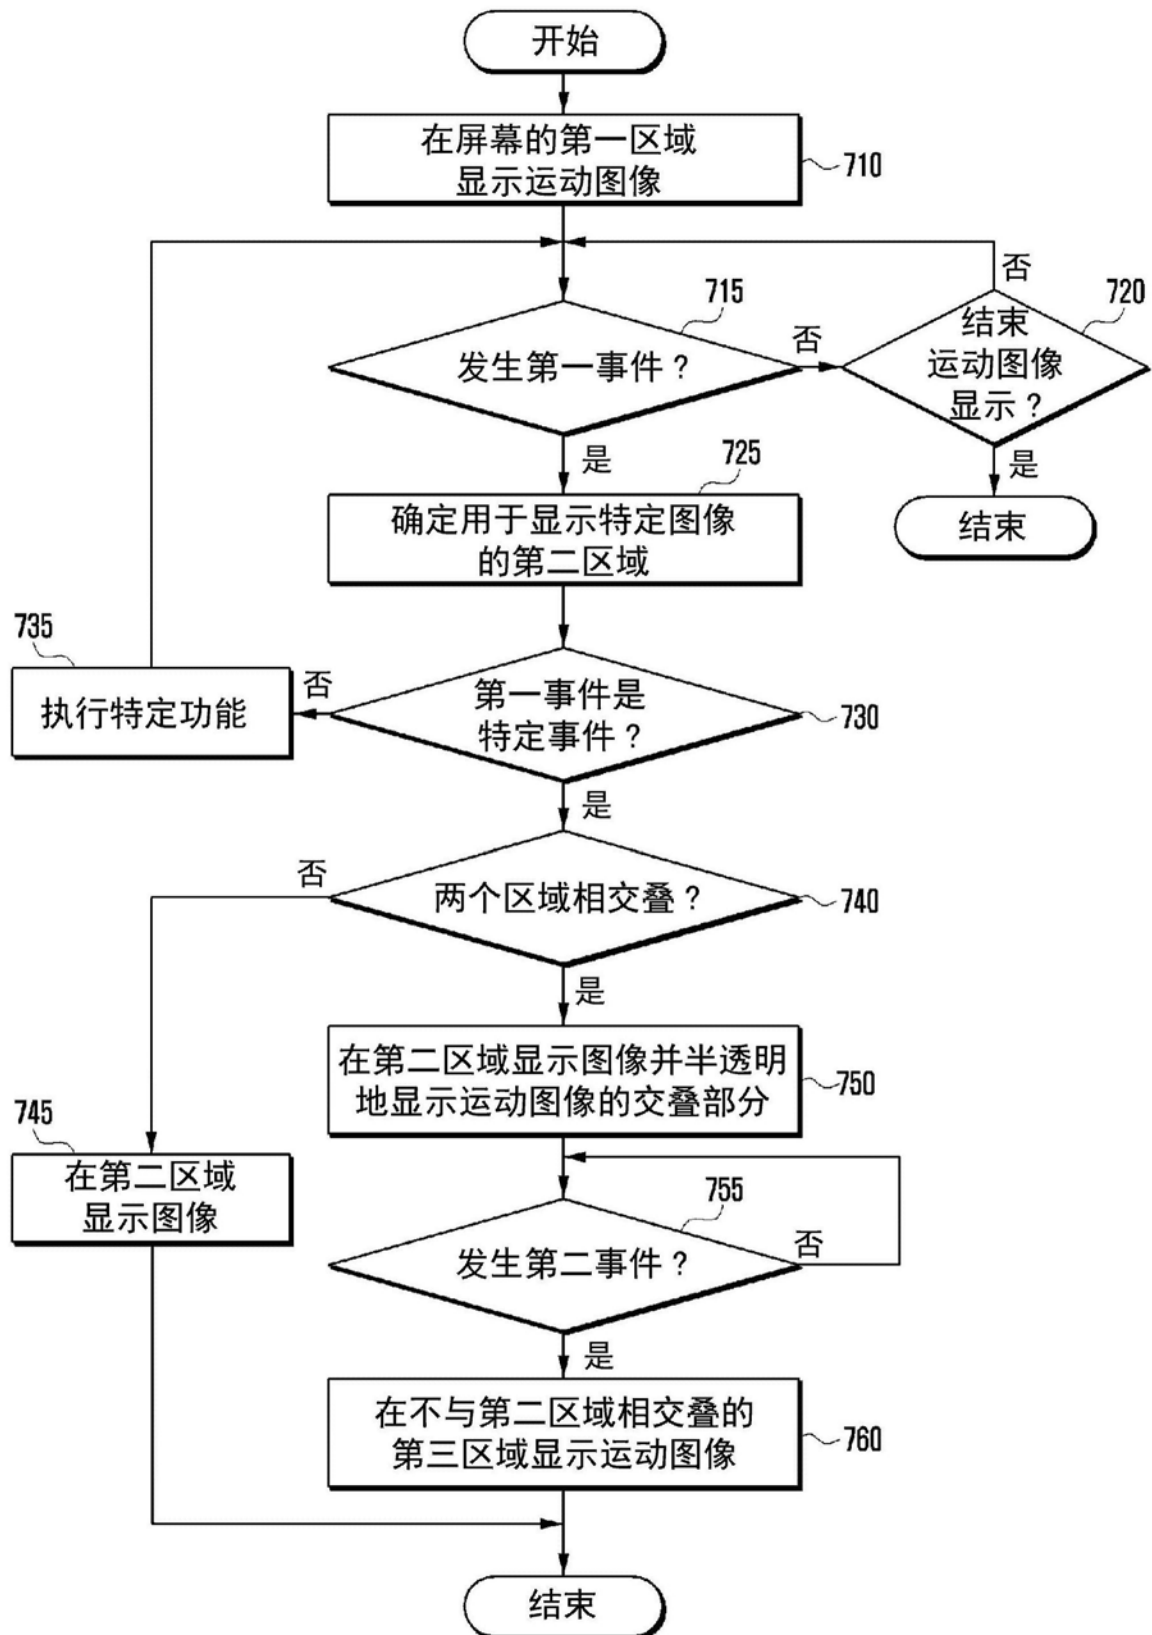 开始
在屏幕的第一区域
显示运动图像
710
否
715
720
发生第一事件？
否
结束
运动图像
显示？
是
是
725
结束
确定用于显示特定图像
的第二区域
735
执行特定功能
否
第一事件是
特定事件？
730
是
否
两个区域相交叠？
740
是
在第二区域显示图像并半透明
地显示运动图像的交叠部分
750
745
在第二区域
显示图像
755
发生第二事件？
否
是
在不与第二区域相交叠的
第三区域显示运动图像
760
结束